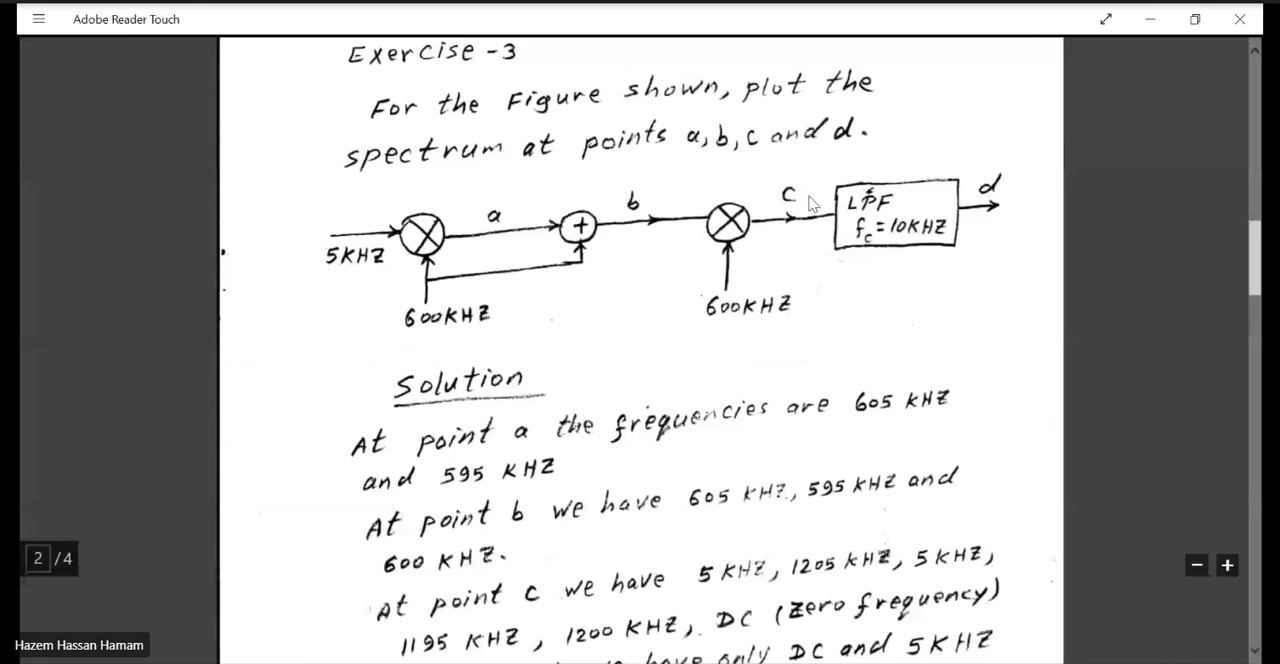 Adobe Reader Touch
Exercise -3
For the Figure shown, plot the
spectrum at points a, b, c and d.
a
b
c
d
LPF
fc = 10KHZ
5KHZ
600KHZ
600KHZ
Solution
At point a the frequencies are 605 KHZ
and 595 KHZ
At point b we have 605 KHZ, 595 KHZ and
600 KHZ.
At point c we have 5 KHZ, 1205 KHZ, 5 KHZ,
1195 KHZ, 1200 KHZ, DC (Zero frequency)
have only DC and 5 KHZ
2 / 4
Hazem Hassan Hamam